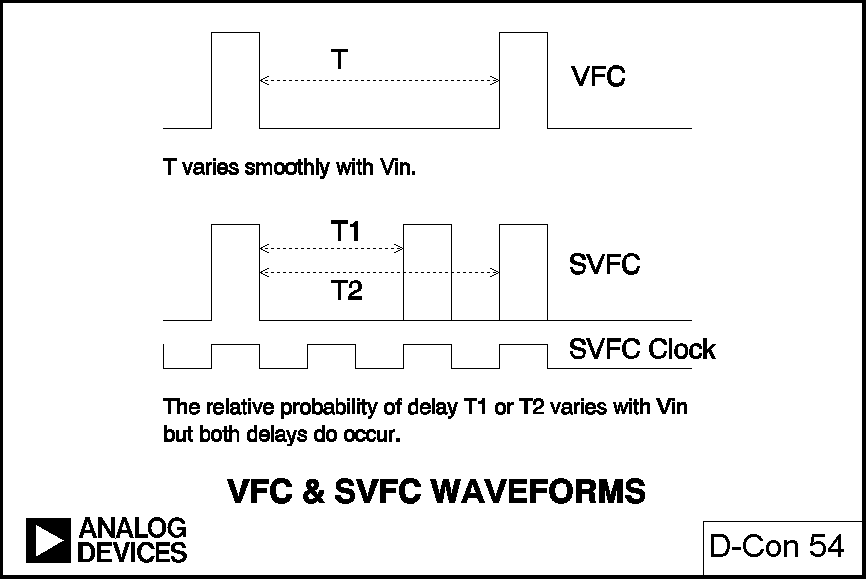 T
VFC
T varies smoothly with Vin.
T1
SVFC
T2
SVFC Clock
The relative probability of delay T1 or T2 varies with Vin
but both delays do occur.
VFC & SVFC WAVEFORMS
ANALOG
DEVICES
D-Con 54